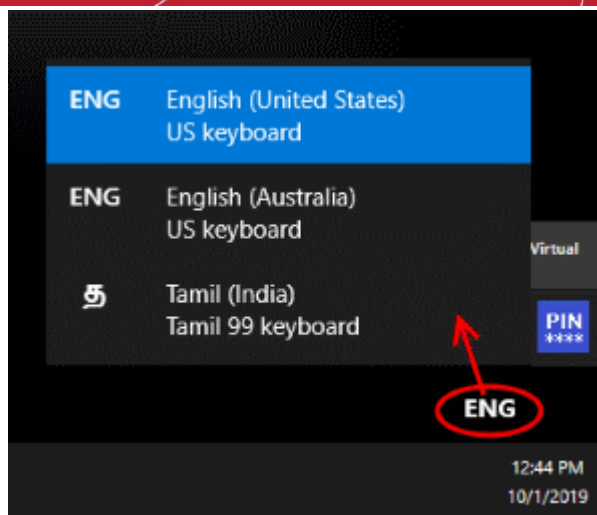 ENG English (United States)
US keyboard
ENG English (Australia)
US keyboard
Virtual
த Tamil (India)
Tamil 99 keyboard
PIN
****
ENG
12:44 PM
10/1/2019